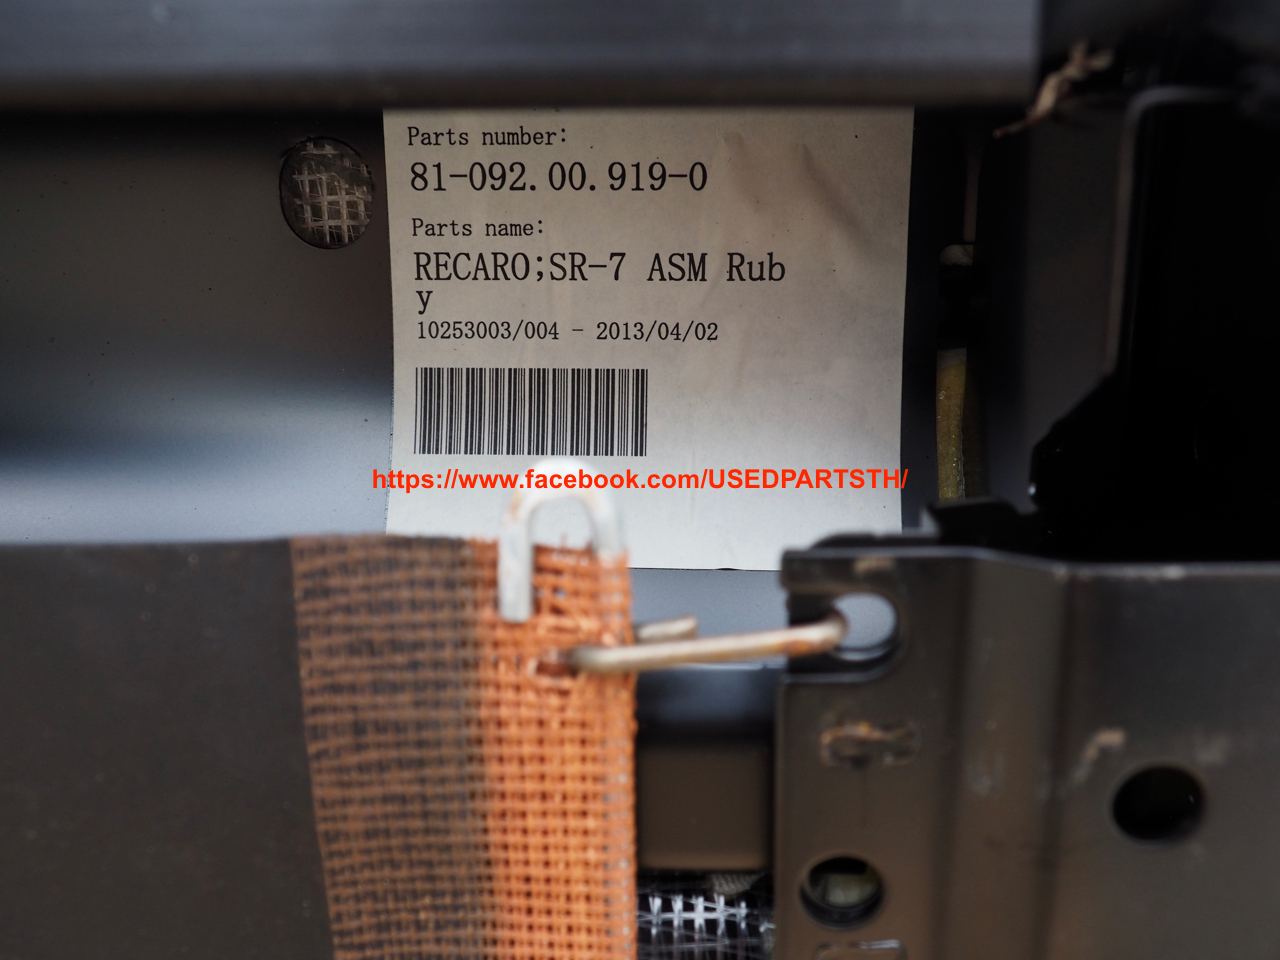 Parts number:
81-092.00.919-0
Parts name:
RECARO;SR-7 ASM Rub
y
10253003/004 - 2013/04/02
https://www.facebook.com/USEDPARTSTH/